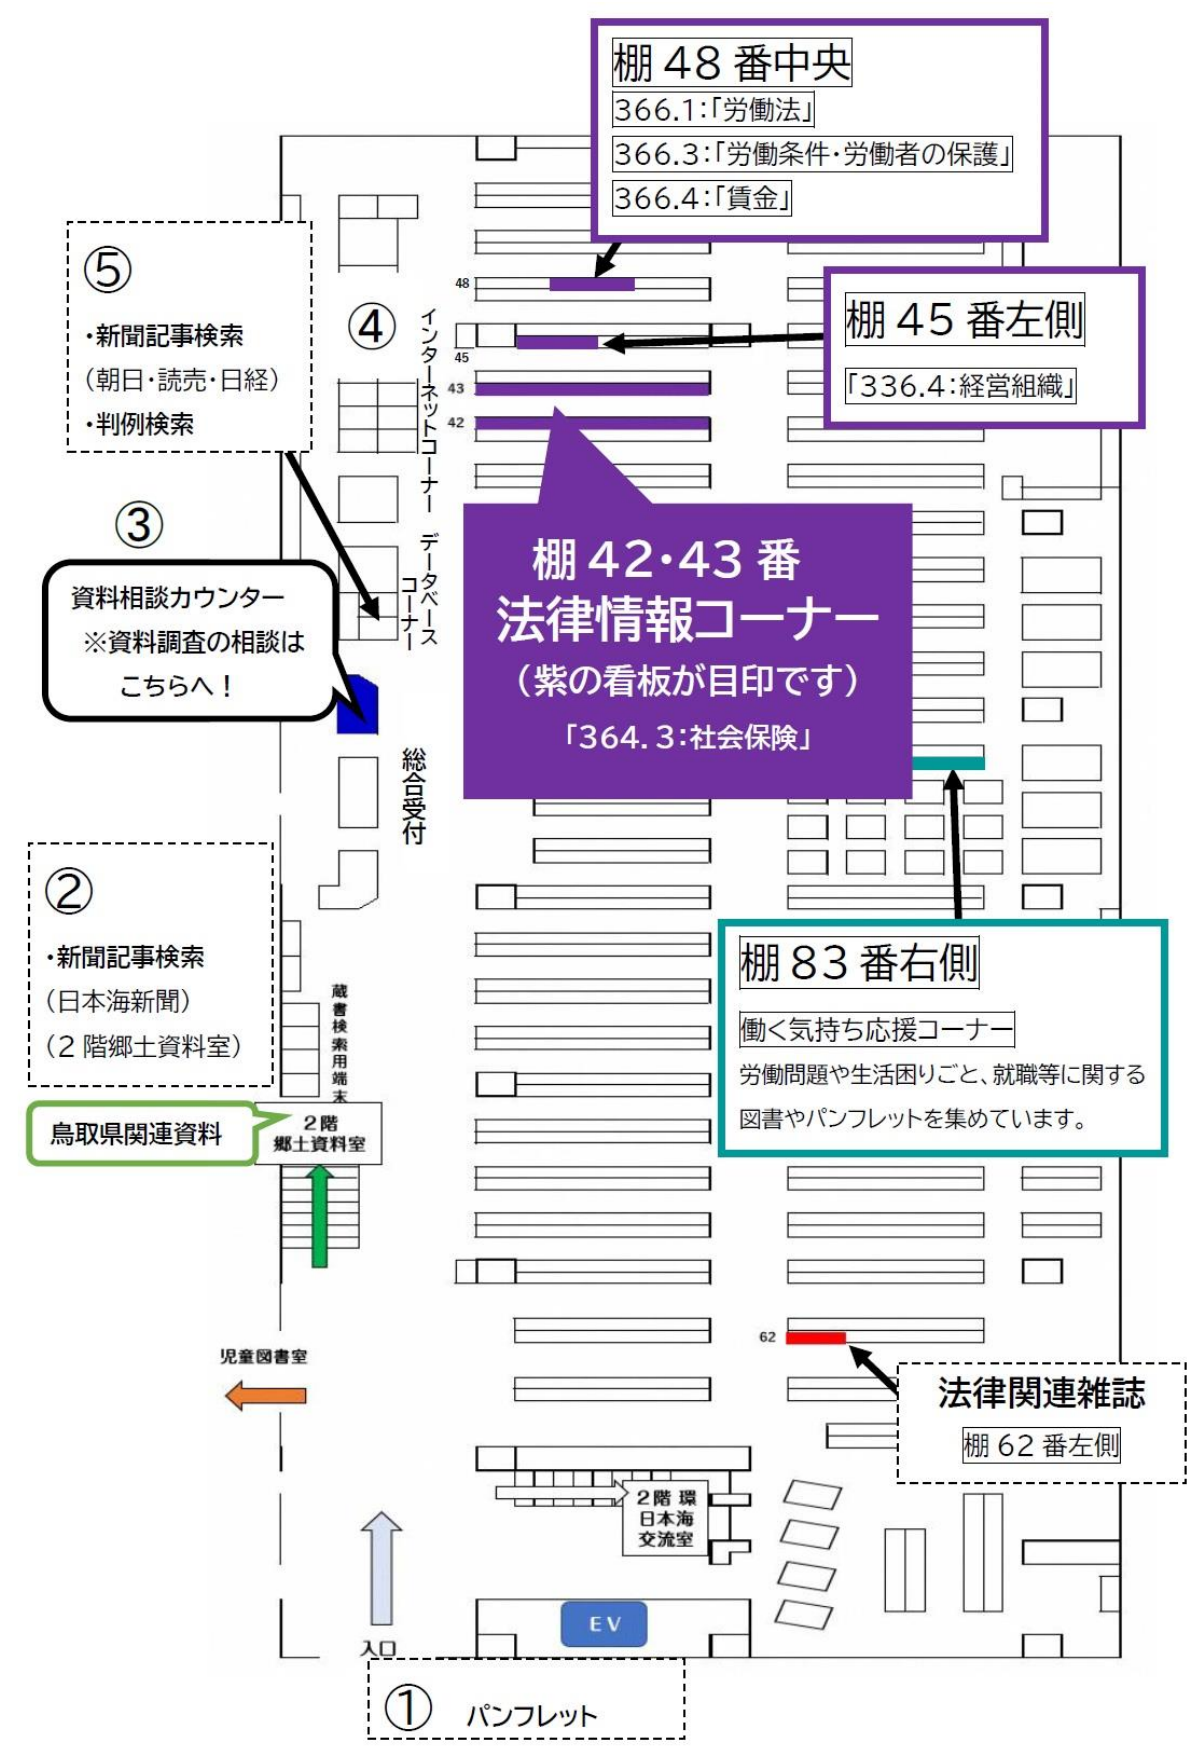 棚 48 番中央
366.1:「労働法」
366.3:「労働条件・労働者の保護」
366.4:「賃金」
⑤
・新聞記事検索
（朝日・読売・日経）
・判例検索
48
④
インターネットコーナー
45
43
42
棚 45 番左側
「336.4:経営組織」
③
資料相談カウンター
※資料調査の相談は
こちらへ！
データベース
コーナー
棚 42・43 番
法律情報コーナー
（紫の看板が目印です）
「364.3:社会保険」
総合受付
②
・新聞記事検索
（日本海新聞）
（2 階郷土資料室）
蔵書検索用端末
棚 83 番右側
働く気持ち応援コーナー
労働問題や生活困りごと、就職等に関する
図書やパンフレットを集めています。
鳥取県関連資料
2階
郷土資料室
62
児童図書室
法律関連雑誌
棚 62 番左側
2階 環
日本海
交流室
EV
入口
① パンフレット